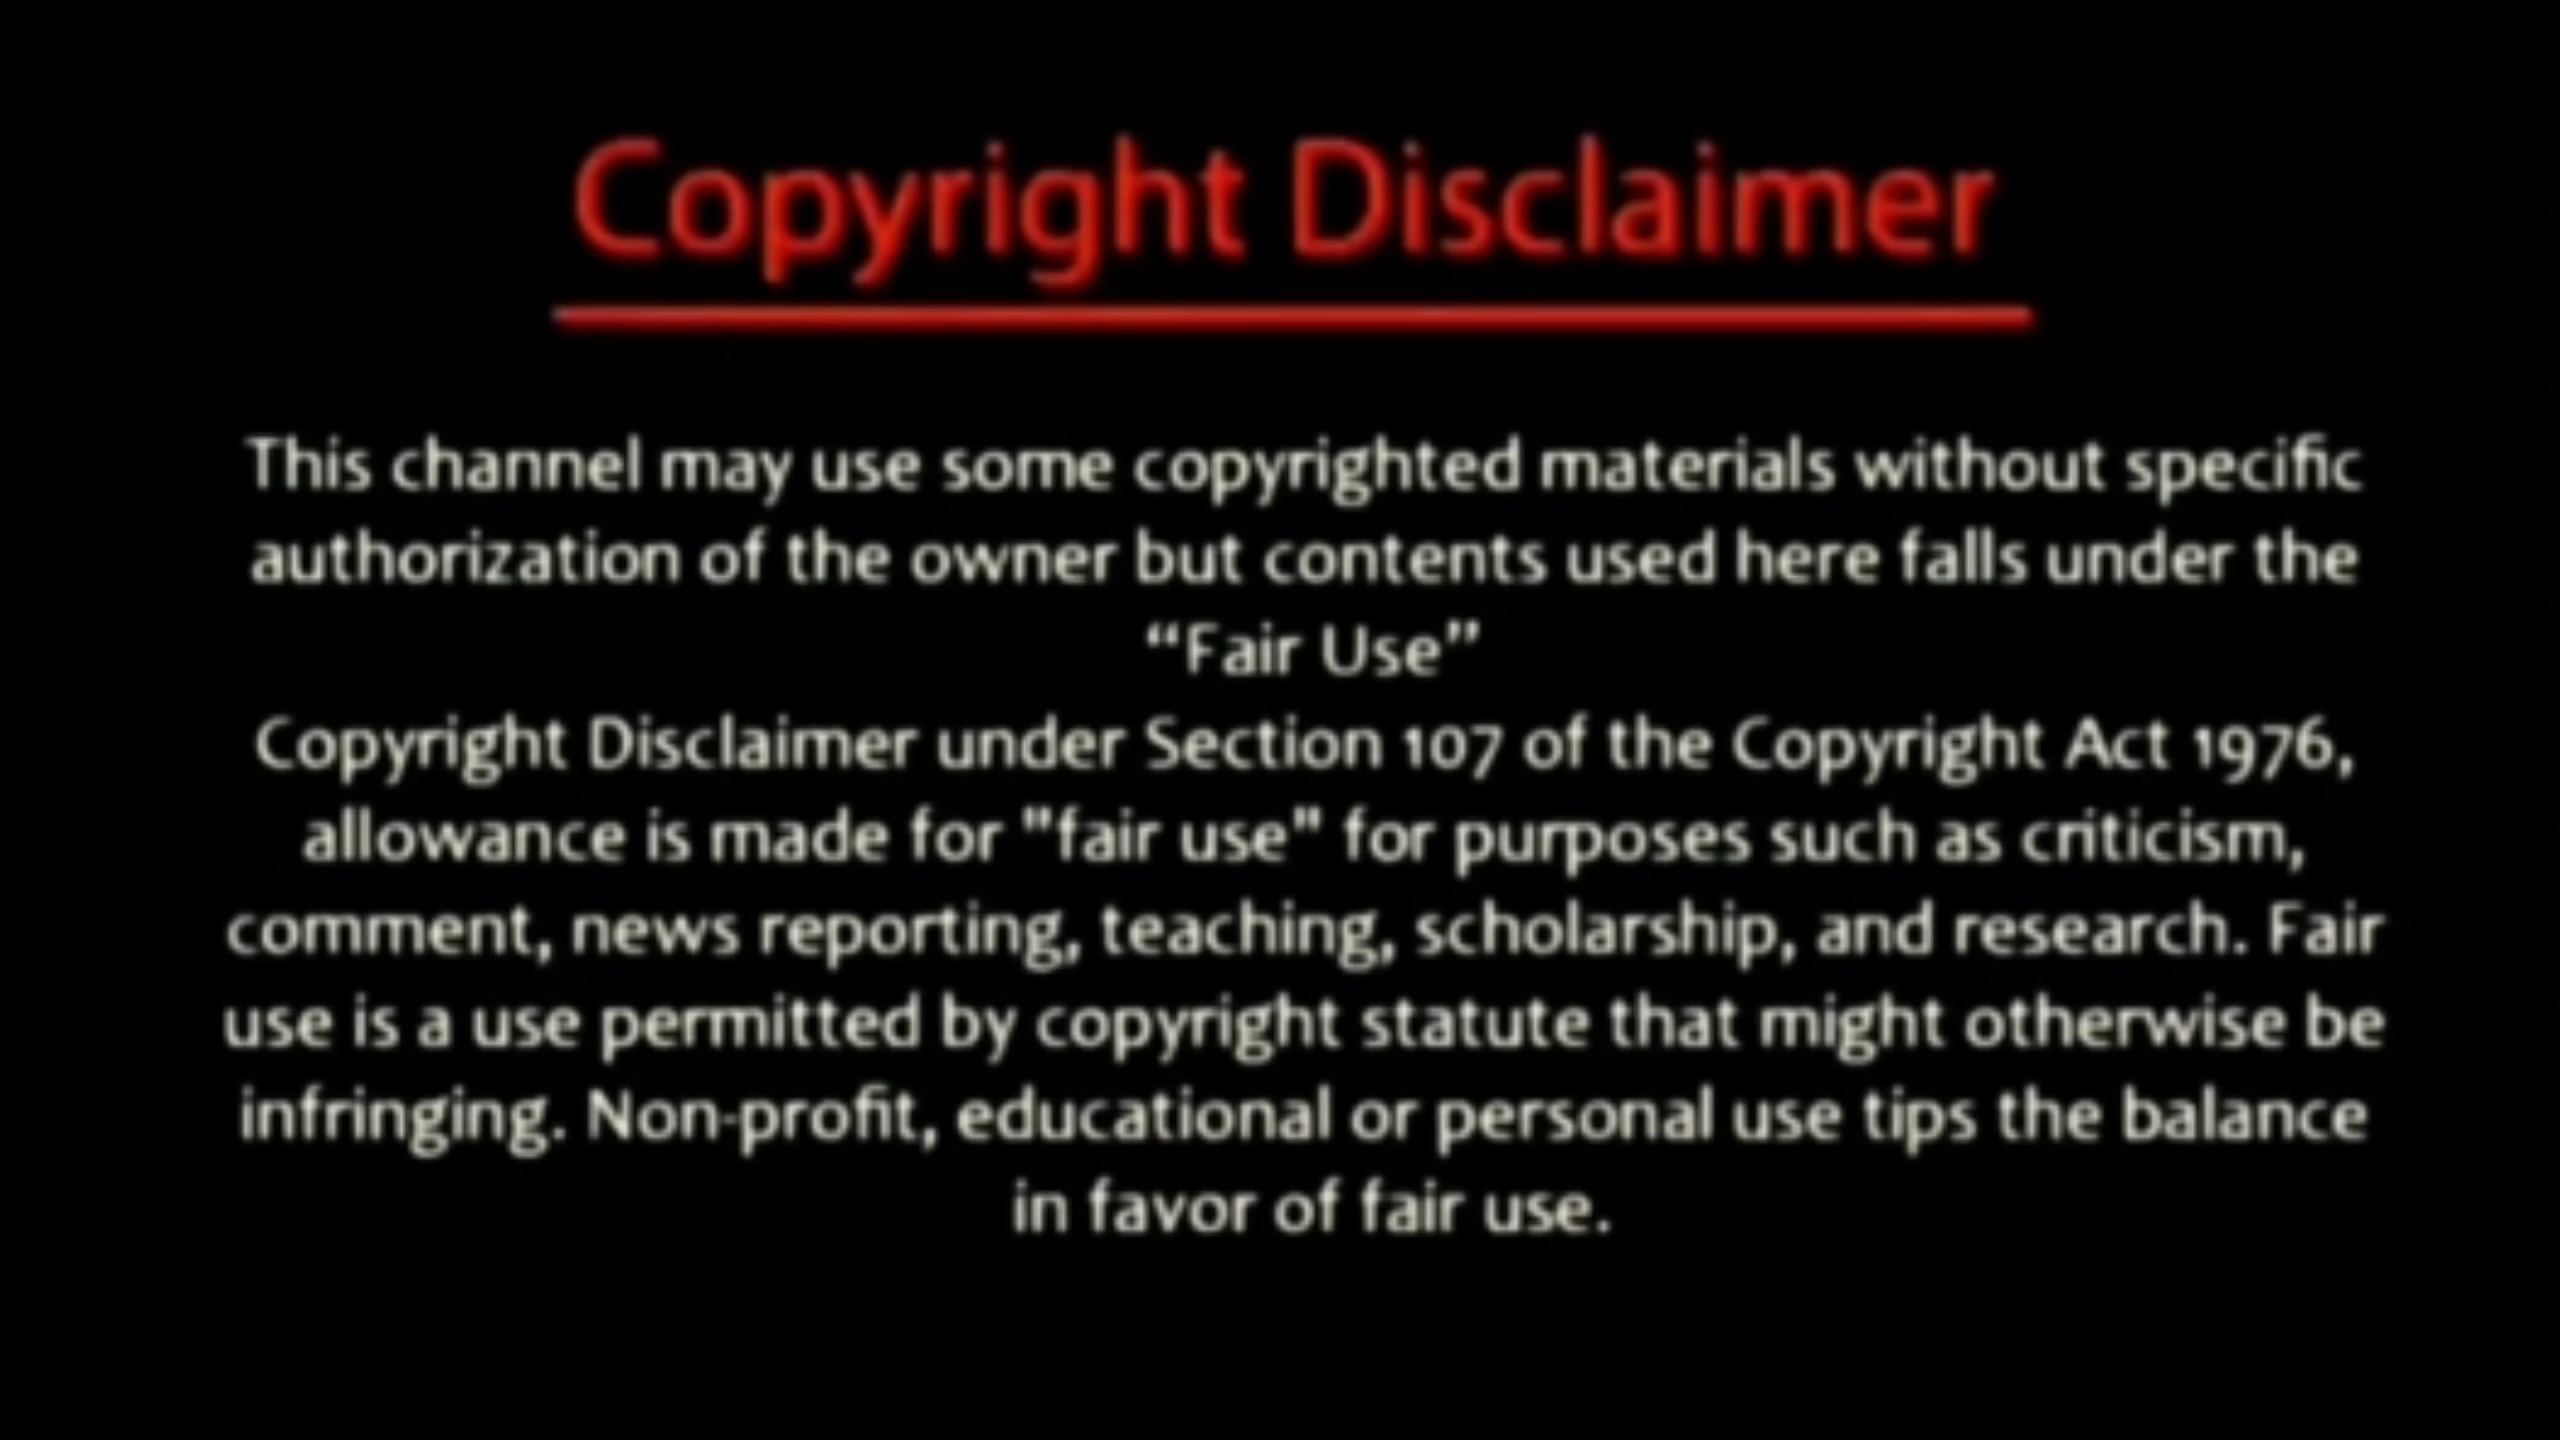 Copyright Disclaimer
This channel may use some copyrighted materials without specific
authorization of the owner but contents used here falls under the
“Fair Use”
Copyright Disclaimer under Section 107 of the Copyright Act 1976,
allowance is made for "fair use" for purposes such as criticism,
comment, news reporting, teaching, scholarship, and research. Fair
use is a use permitted by copyright statute that might otherwise be
infringing. Non-profit, educational or personal use tips the balance
in favor of fair use.